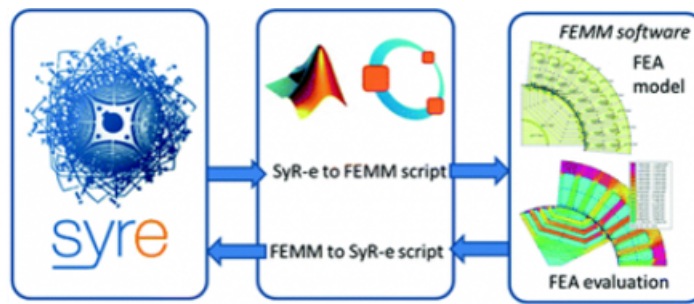 syre
SyR-e to FEMM script
FEMM to SyR-e script
FEMM software
FEA
model
FEA evaluation